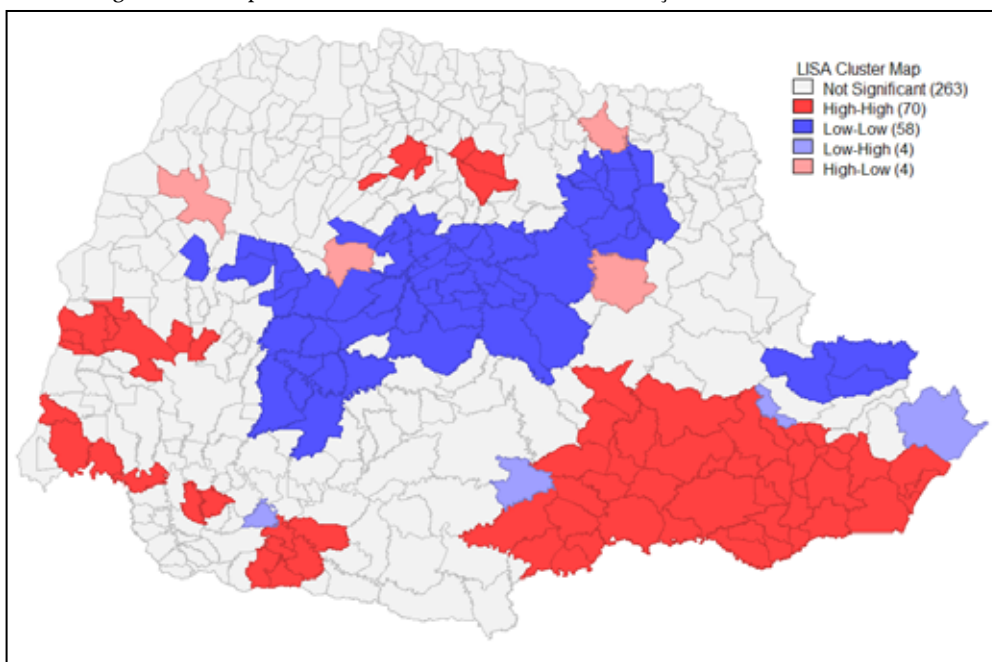 LISA Cluster Map
Not Significant (263)
High-High (70)
Low-Low (58)
Low-High (4)
High-Low (4)